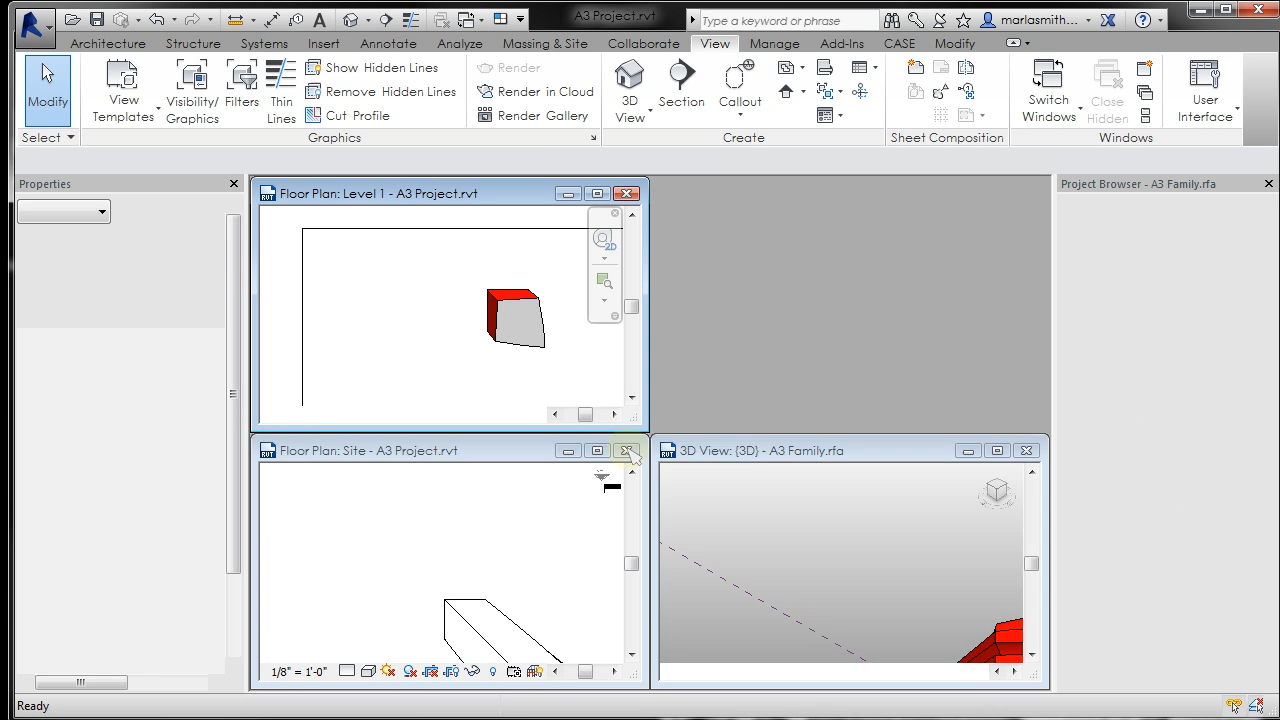 A3 Project.rvt
Type a keyword or phrase
marlasmith...
Architecture Structure Systems Insert Annotate Analyze Massing & Site Collaborate View Manage Add-Ins CASE Modify
Modify
View Templates
Visibility/ Graphics
Filters
Thin Lines
Show Hidden Lines
Remove Hidden Lines
Cut Profile
Render
Render in Cloud
Render Gallery
3D View
Section
Callout
Switch Windows
Close Hidden
User Interface
Select Graphics Create Sheet Composition Windows
Properties
Floor Plan: Level 1 - A3 Project.rvt
Project Browser - A3 Family.rfa
2D
Floor Plan: Site - A3 Project.rvt
3D View: {3D} - A3 Family.rfa
1/8" = 1'-0"
Ready